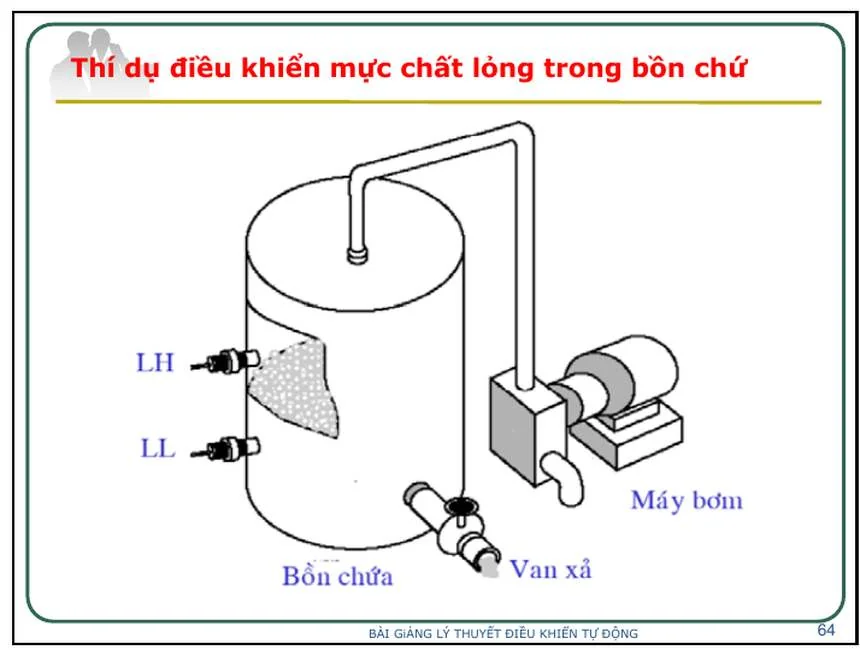 Thí dụ điều khiển mực chất lỏng trong bồn chứ
LH
LL
Máy bơm
Van xả
Bồn chứa
BÀI GiẢNG LÝ THUYẾT ĐIỀU KHIỂN TỰ ĐỘNG
64